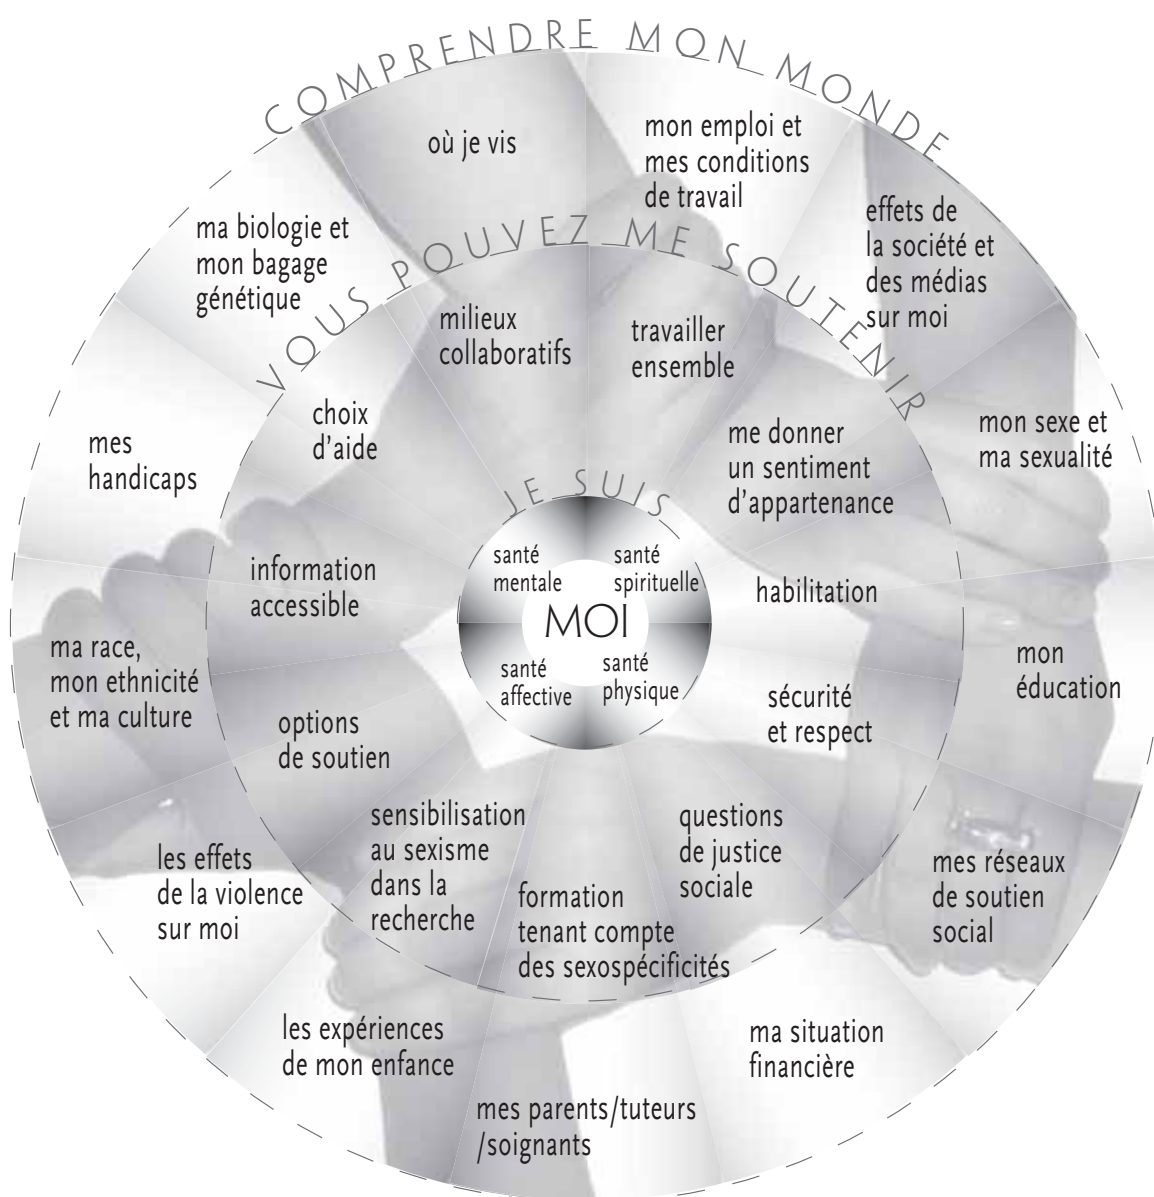 COMPRENDRE MON MONDE
où je vis
mon emploi et
mes conditions
de travail
effets de
la société et
des médias
sur moi
mon sexe et
ma sexualité
mon
éducation
mes réseaux
de soutien
social
ma situation
financière
mes parents/tuteurs
/soignants
les expériences
de mon enfance
les effets
de la violence
sur moi
ma race,
mon ethnicité
et ma culture
mes
handicaps
ma biologie et
mon bagage
génétique
VOUS POUVEZ ME SOUTENIR
milieux
collaboratifs
travailler
ensemble
me donner
un sentiment
d'appartenance
habilitation
sécurité
et respect
questions
de justice
sociale
formation
tenant compte
des sexospécificités
sensibilisation
au sexisme
dans la
recherche
options
de soutien
information
accessible
choix
d'aide
JE SUIS
santé
mentale
santé
spirituelle
MOI
santé
affective
santé
physique